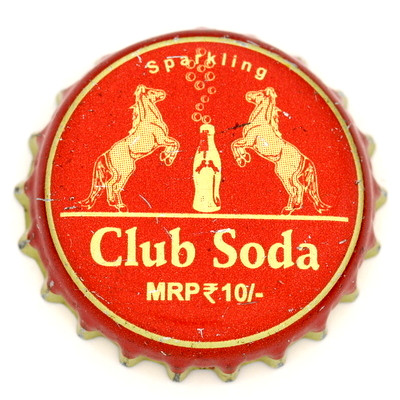 Sparkling
Club Soda
MRP ₹ 10/-